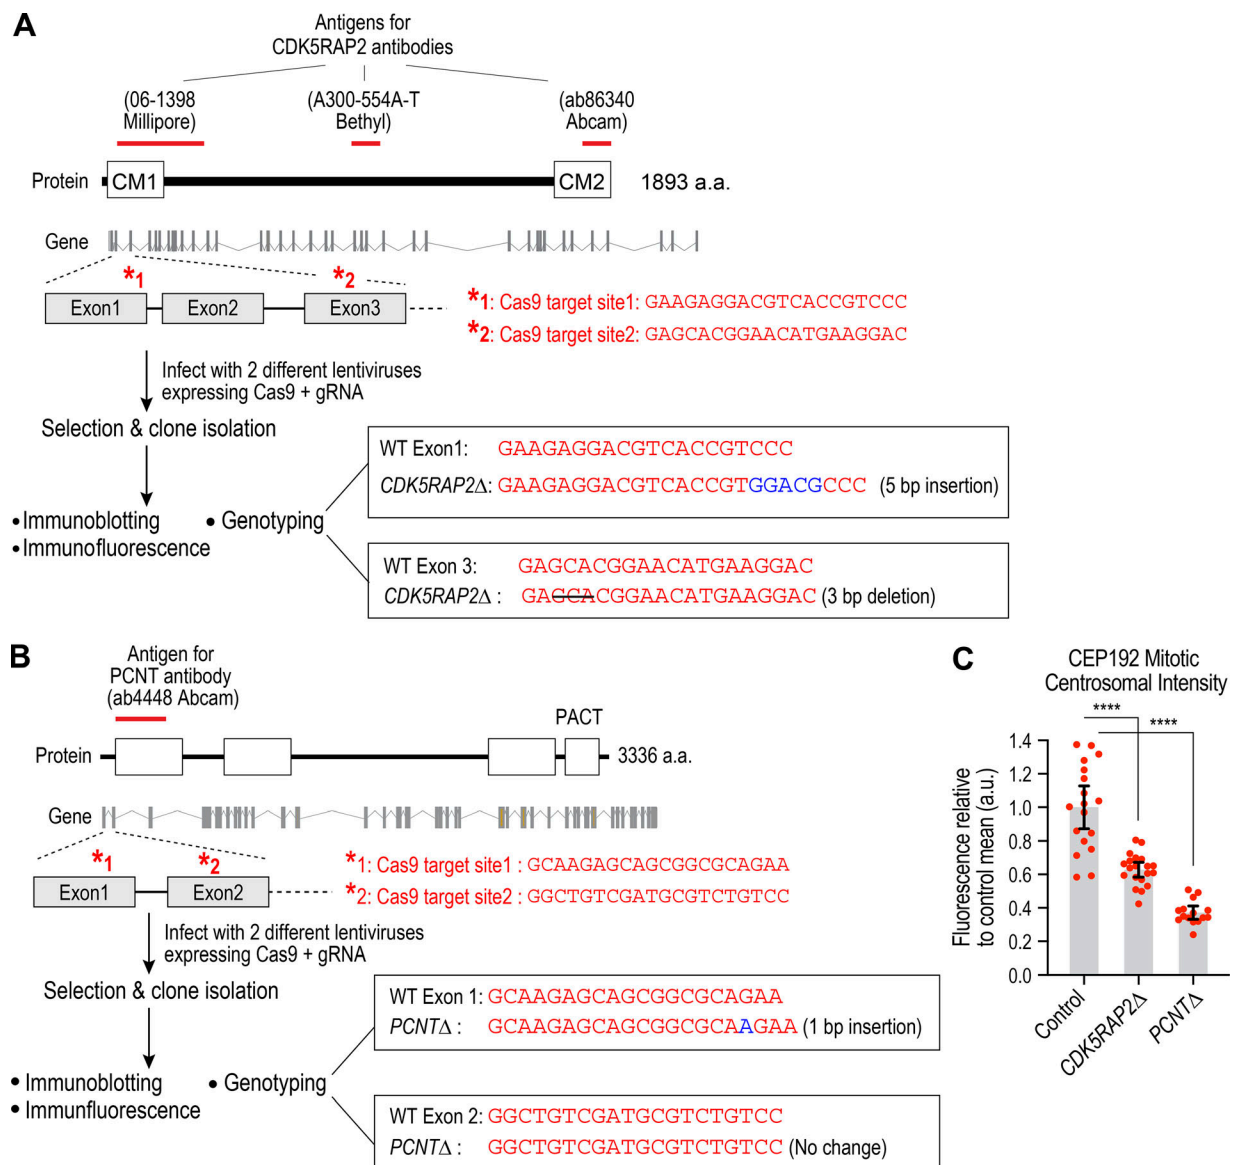 A
Antigens for
CDK5RAP2 antibodies
(06-1398
Millipore)
(A300-554A-T
Bethyl)
(ab86340
Abcam)
Protein
CM1
CM2
1893 a.a.
Gene
*1
*2
Exon1
Exon2
Exon3
*1: Cas9 target site1: GAAGAGGACGTCACCGTCCC
*2: Cas9 target site2: GAGCACGGAACATGAAGGAC
Infect with 2 different lentiviruses
expressing Cas9 + gRNA
Selection & clone isolation
• Immunoblotting
• Immunofluorescence
• Genotyping
WT Exon1: GAAGAGGACGTCACCGTCCC
CDK5RAP2Δ: GAAGAGGACGTCACCGTGGACGCCC (5 bp insertion)
WT Exon 3: GAGCACGGAACATGAAGGAC
CDK5RAP2Δ : GAGCACGGAACATGAAGGAC (3 bp deletion)
B
Antigen for
PCNT antibody
(ab4448 Abcam)
PACT
Protein
3336 a.a.
Gene
*1
*2
Exon1
Exon2
*1: Cas9 target site1 : GCAAGAGCAGCGGCGCAGAA
*2: Cas9 target site2 : GGCTGTCGATGCGTCTGTCC
Infect with 2 different lentiviruses
expressing Cas9 + gRNA
Selection & clone isolation
• Immunoblotting
• Immunfluorescence
• Genotyping
WT Exon 1: GCAAGAGCAGCGGCGCAGAA
PCNTΔ : GCAAGAGCAGCGGCGCAAGAA (1 bp insertion)
WT Exon 2: GGCTGTCGATGCGTCTGTCC
PCNTΔ : GGCTGTCGATGCGTCTGTCC (No change)
C
CEP192 Mitotic
Centrosomal Intensity
****
****
Fluorescence relative
to control mean (a.u.)
1.4
1.2
1.0
0.8
0.6
0.4
0.2
0.0
Control
CDK5RAP2Δ
PCNTΔ